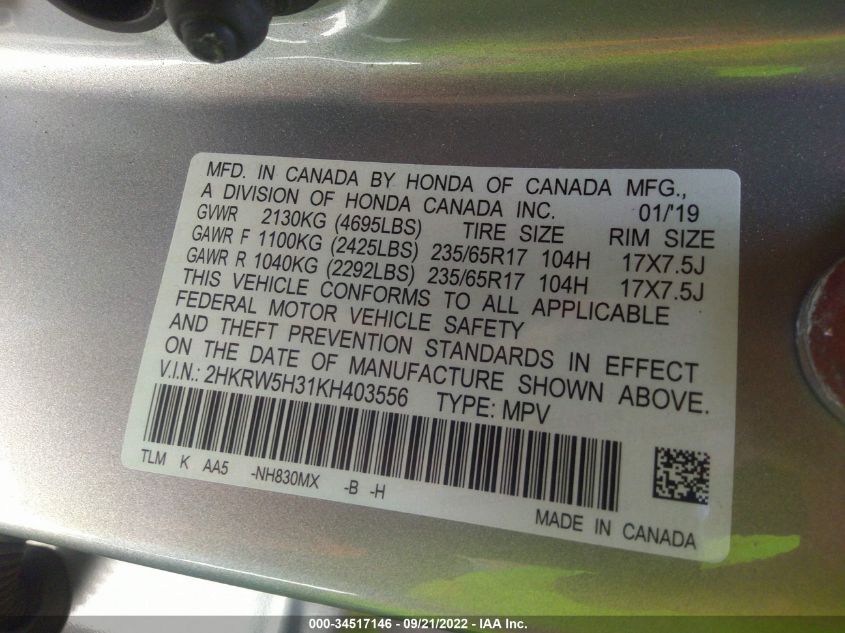 MFD. IN CANADA BY HONDA OF CANADA MFG.,
A DIVISION OF HONDA CANADA INC. 01/'19
GVWR 2130KG (4695LBS) TIRE SIZE RIM SIZE
GAWR F 1100KG (2425LBS) 235/65R17 104H 17X7.5J
GAWR R 1040KG (2292LBS) 235/65R17 104H 17X7.5J
THIS VEHICLE CONFORMS TO ALL APPLICABLE
FEDERAL MOTOR VEHICLE SAFETY
AND THEFT PREVENTION STANDARDS IN EFFECT
ON THE DATE OF MANUFACTURE SHOWN ABOVE.
V.I.N.: 2HKRW5H31KH403556 TYPE: MPV
TLM K AA5 -NH830MX -B -H
MADE IN CANADA
000-34517146 - 09/21/2022 - IAA Inc.